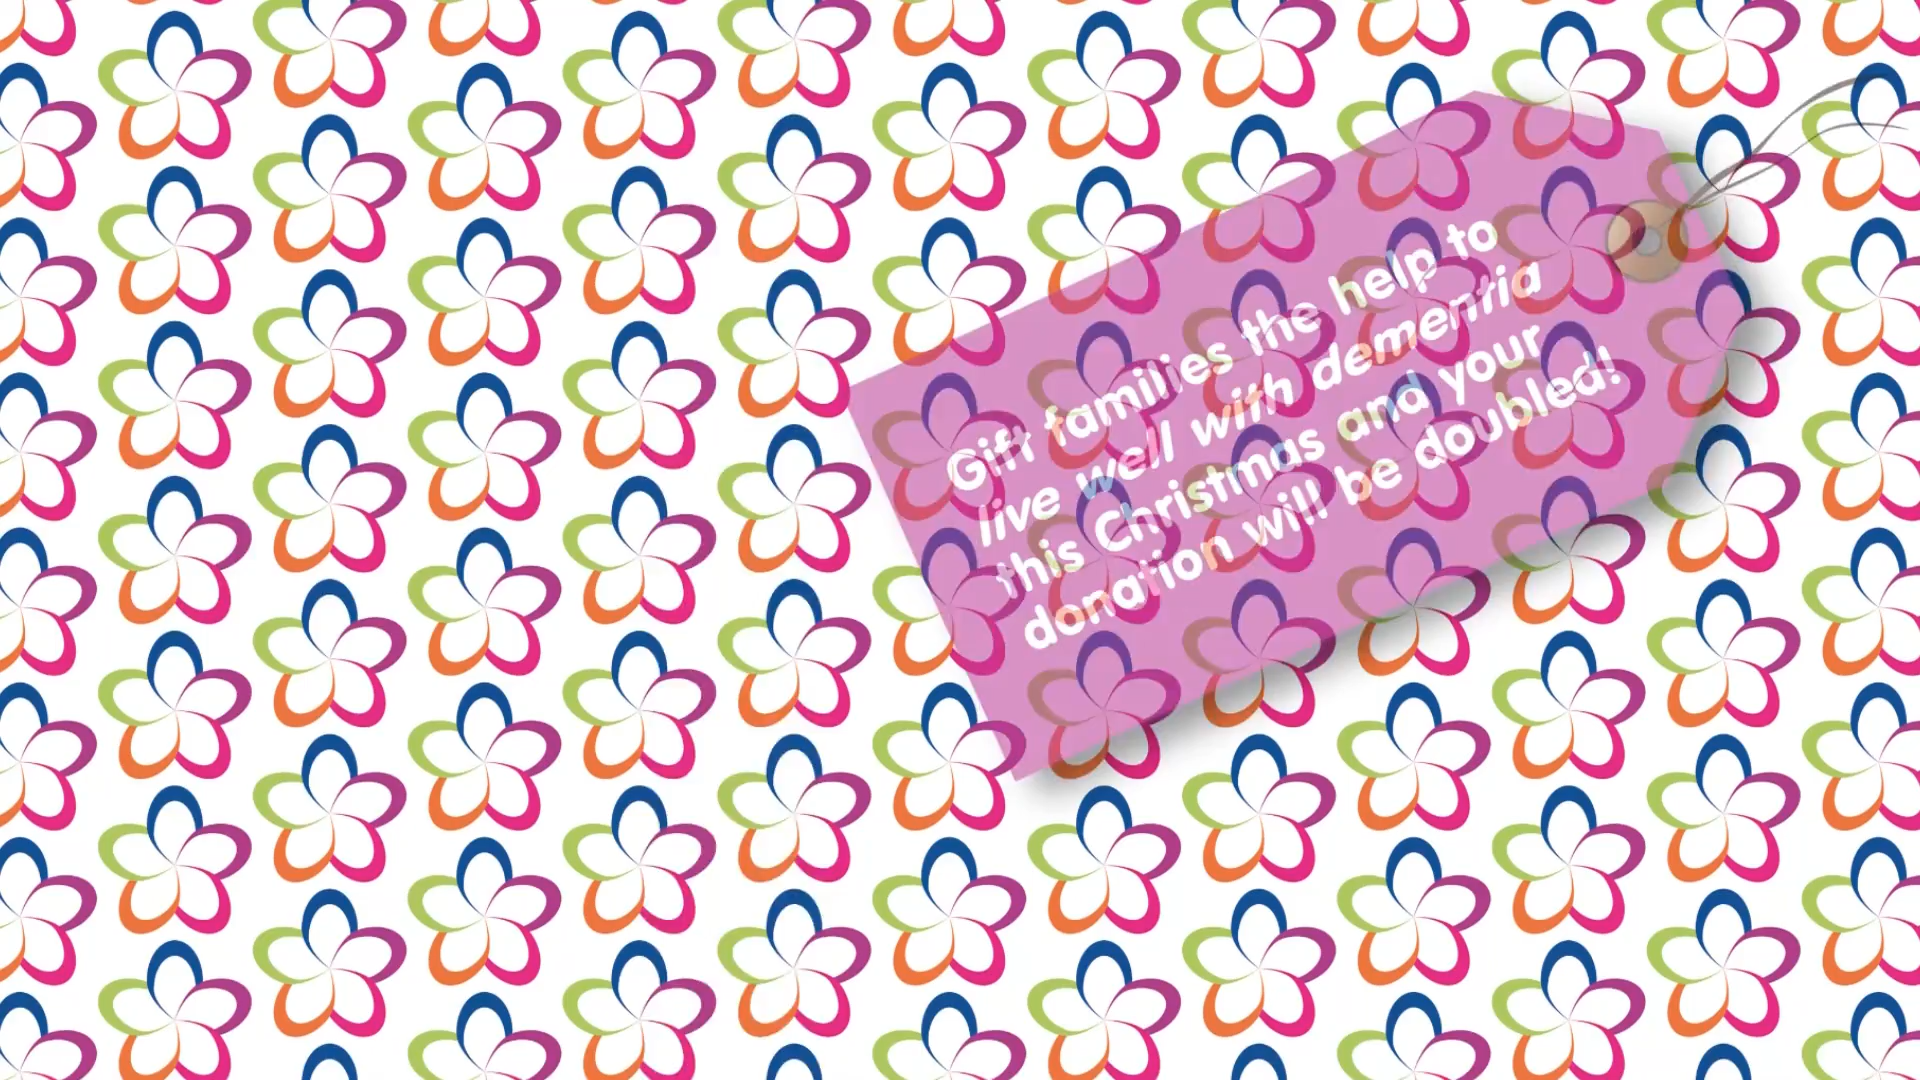 Gift families the help to
live well with dementia
this Christmas and your
donation will be doubled!